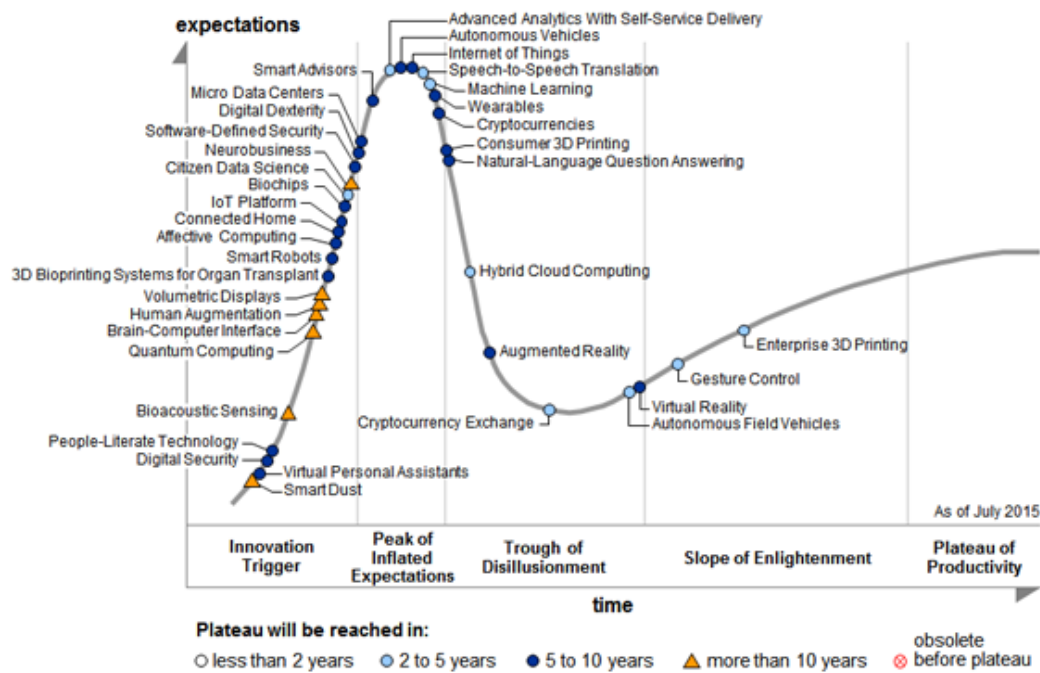 expectations
Advanced Analytics With Self-Service Delivery
Autonomous Vehicles
Internet of Things
Smart Advisors
Speech-to-Speech Translation
Machine Learning
Micro Data Centers
Wearables
Digital Dexterity
Cryptocurrencies
Software-Defined Security
Consumer 3D Printing
Neurobusiness
Natural-Language Question Answering
Citizen Data Science
Biochips
IoT Platform
Connected Home
Affective Computing
Smart Robots
Hybrid Cloud Computing
3D Bioprinting Systems for Organ Transplant
Volumetric Displays
Human Augmentation
Brain-Computer Interface
Enterprise 3D Printing
Quantum Computing
Augmented Reality
Gesture Control
Bioacoustic Sensing
Virtual Reality
Cryptocurrency Exchange
Autonomous Field Vehicles
People-Literate Technology
Digital Security
Virtual Personal Assistants
Smart Dust
As of July 2015
Innovation
Trigger
Peak of
Inflated
Expectations
Trough of
Disillusionment
Slope of Enlightenment
Plateau of
Productivity
time
Plateau will be reached in:
less than 2 years
2 to 5 years
5 to 10 years
more than 10 years
obsolete
before plateau